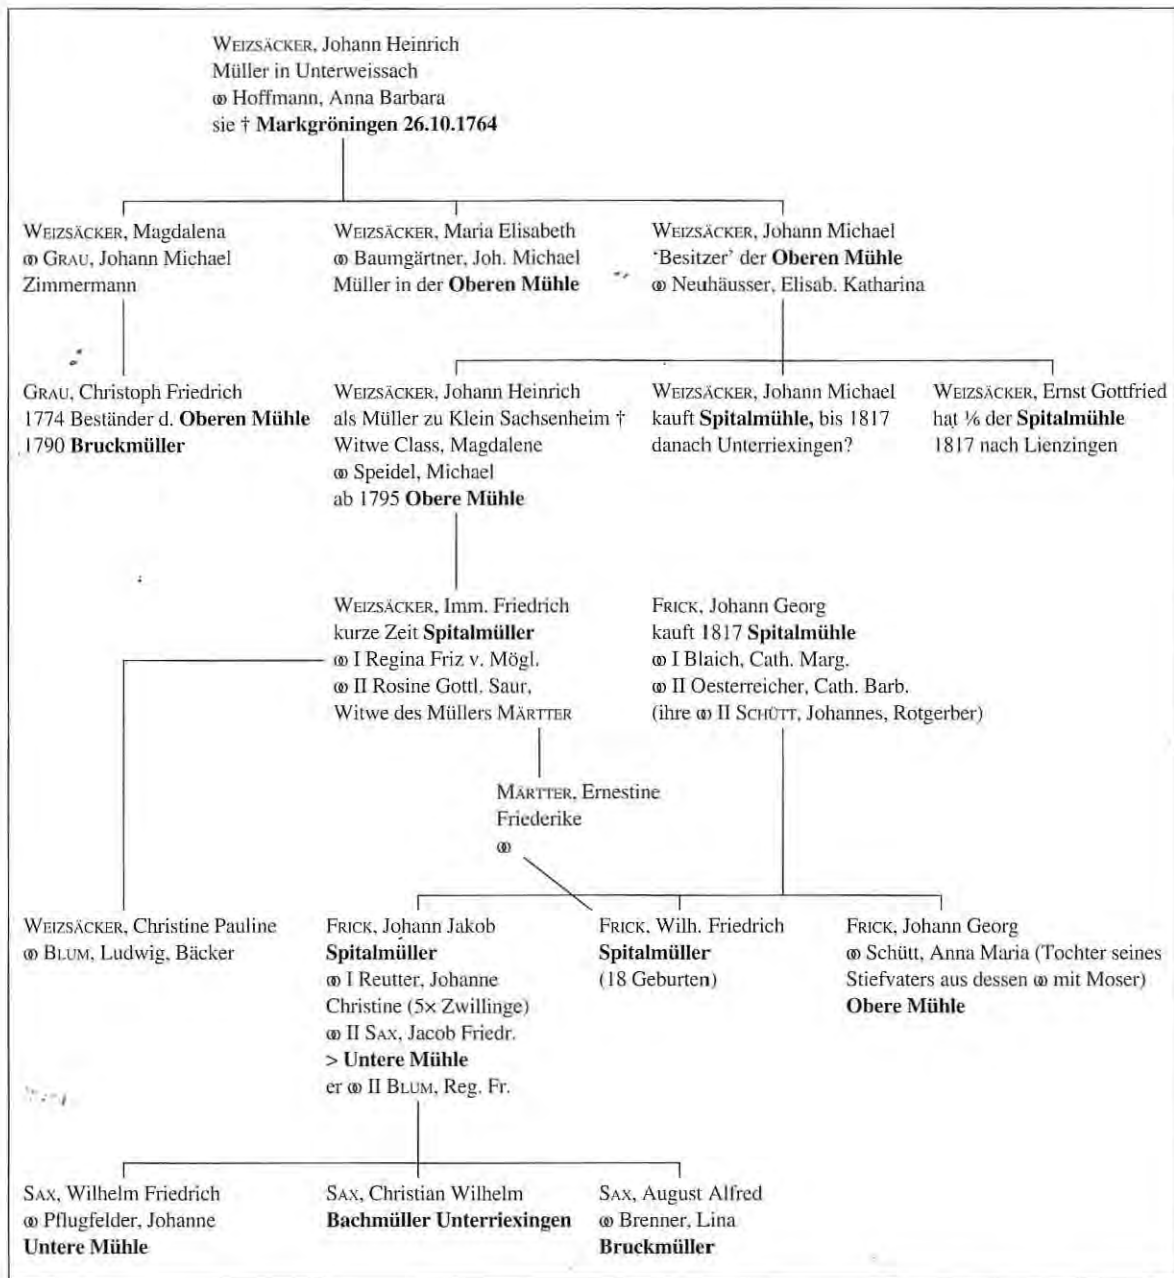 WEIZSÄCKER, Johann Heinrich
Müller in Unterweissach
⚭ Hoffmann, Anna Barbara
sie † Markgröningen 26.10.1764
WEIZSÄCKER, Magdalena
⚭ GRAU, Johann Michael
Zimmermann
WEIZSÄCKER, Maria Elisabeth
⚭ Baumgärtner, Joh. Michael
Müller in der Oberen Mühle
WEIZSÄCKER, Johann Michael
'Besitzer' der Oberen Mühle
⚭ Neuhäusser, Elisab. Katharina
GRAU, Christoph Friedrich
1774 Beständer d. Oberen Mühle
1790 Bruckmüller
WEIZSÄCKER, Johann Heinrich
als Müller zu Klein Sachsenheim †
Witwe Class, Magdalene
⚭ Speidel, Michael
ab 1795 Obere Mühle
WEIZSÄCKER, Johann Michael
kauft Spitalmühle, bis 1817
danach Unterriexingen?
WEIZSÄCKER, Ernst Gottfried
hat ⅙ der Spitalmühle
1817 nach Lienzingen
WEIZSÄCKER, Imm. Friedrich
kurze Zeit Spitalmüller
⚭ I Regina Friz v. Mögl.
⚭ II Rosine Gottl. Saur,
Witwe des Müllers MÄRTTER
FRICK, Johann Georg
kauft 1817 Spitalmühle
⚭ I Blaich, Cath. Marg.
⚭ II Oesterreicher, Cath. Barb.
(ihre ⚭ II SCHÜTT, Johannes, Rotgerber)
MÄRTTER, Ernestine
Friederike
⚭
WEIZSÄCKER, Christine Pauline
⚭ BLUM, Ludwig, Bäcker
FRICK, Johann Jakob
Spitalmüller
⚭ I Reutter, Johanne
Christine (5× Zwillinge)
⚭ II SAX, Jacob Friedr.
> Untere Mühle
er ⚭ II BLUM, Reg. Fr.
FRICK, Wilh. Friedrich
Spitalmüller
(18 Geburten)
FRICK, Johann Georg
⚭ Schütt, Anna Maria (Tochter seines
Stiefvaters aus dessen ⚭ mit Moser)
Obere Mühle
SAX, Wilhelm Friedrich
⚭ Pflugfelder, Johanne
Untere Mühle
SAX, Christian Wilhelm
Bachmüller Unterriexingen
SAX, August Alfred
⚭ Brenner, Lina
Bruckmüller